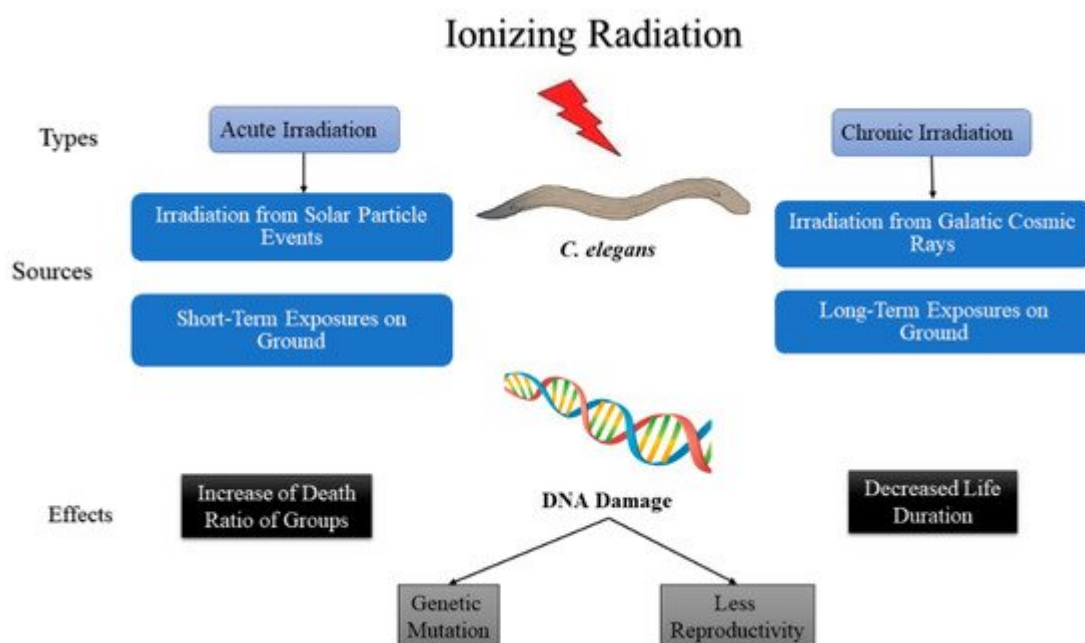 Ionizing Radiation
Types
Acute Irradiation
Chronic Irradiation
Sources
Irradiation from Solar Particle
Events
C. elegans
Irradiation from Galatic Cosmic
Rays
Short-Term Exposures on
Ground
Long-Term Exposures on
Ground
Effects
Increase of Death
Ratio of Groups
DNA Damage
Decreased Life
Duration
Genetic
Mutation
Less
Reproductivity